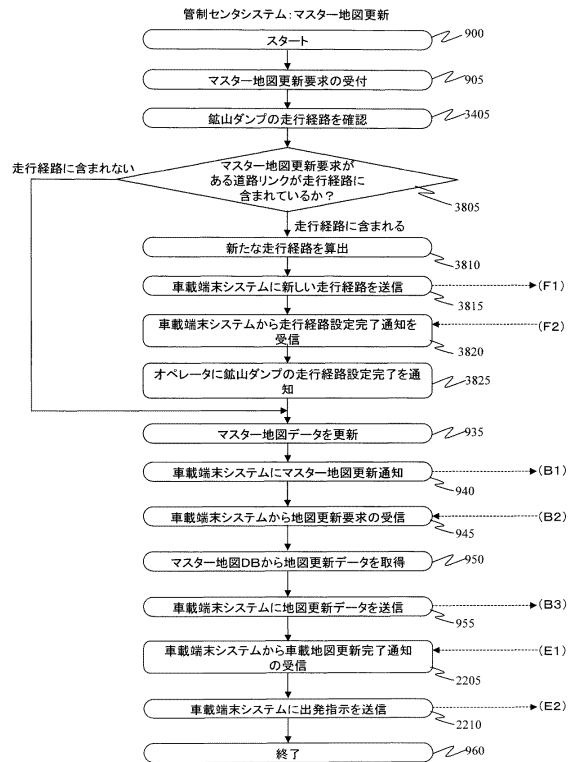 管制センタシステム:マスター地図更新
スタート
900
マスター地図更新要求の受付
905
鉱山ダンプの走行経路を確認
3405
走行経路に含まれない
マスター地図更新要求が
ある道路リンクが走行経路に
含まれているか?
3805
走行経路に含まれる
新たな走行経路を算出
3810
車載端末システムに新しい走行経路を送信
(F1)
3815
車載端末システムから走行経路設定完了通知を
受信
(F2)
3820
オペレータに鉱山ダンプの走行経路設定完了を通
知
3825
マスター地図データを更新
935
車載端末システムにマスター地図更新通知
(B1)
940
車載端末システムから地図更新要求の受信
(B2)
945
マスター地図DBから地図更新データを取得
950
車載端末システムに地図更新データを送信
(B3)
955
車載端末システムから車載地図更新完了通知
の受信
(E1)
2205
車載端末システムに出発指示を送信
(E2)
2210
終了
960